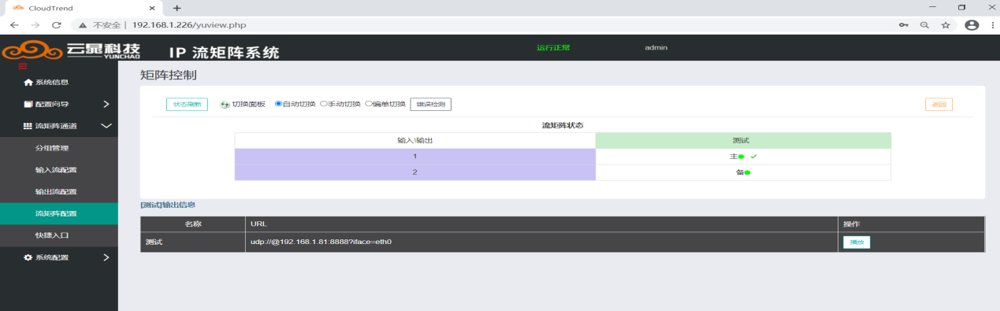 CloudTrend
不安全 | 192.168.1.226/yuview.php
云泉科技 YUNCHAO IP 流矩阵系统 运行正常 admin
系统信息
配置向导
流矩阵通道
分组管理
输入流配置
输出流配置
流矩阵配置
快捷入口
系统配置
矩阵控制
状态刷新 切换面板 自动切换 手动切换 编单切换 错误检测 返回
流矩阵状态
输入\输出 测试
1 主
2 备
[测试]输出信息
名称 URL 操作
测试 udp://@192.168.1.81:8888?iface=eth0 播放